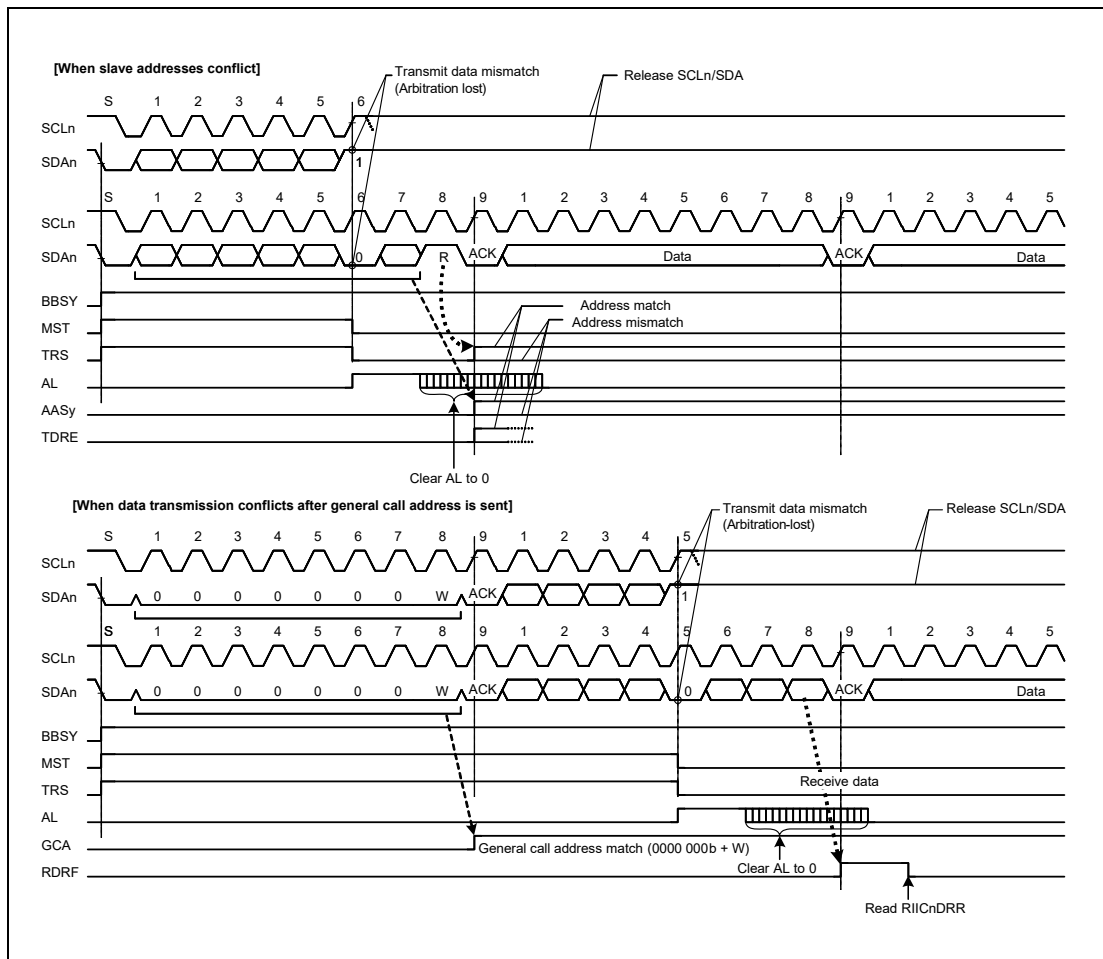 [When slave addresses conflict]
Transmit data mismatch
(Arbitration lost)
Release SCLn/SDA
S 1 2 3 4 5 6
SCLn
SDAn 1
S 1 2 3 4 5 6 7 8 9 1 2 3 4 5 6 7 8 9 1 2 3 4 5
SCLn
SDAn 0 R ACK Data ACK Data
BBSY
Address match
MST
Address mismatch
TRS
AL
AASy
TDRE
Clear AL to 0
[When data transmission conflicts after general call address is sent]
Transmit data mismatch
(Arbitration-lost)
Release SCLn/SDA
S 1 2 3 4 5 6 7 8 9 1 2 3 4 5
SCLn
SDAn 0 0 0 0 0 0 0 W ACK 1
S 1 2 3 4 5 6 7 8 9 1 2 3 4 5 6 7 8 9 1 2 3 4 5
SCLn
SDAn 0 0 0 0 0 0 0 W ACK 0 ACK Data
BBSY
MST
TRS
Receive data
AL
GCA
General call address match (0000 000b + W)
Clear AL to 0
RDRF
Read RIICnDRR